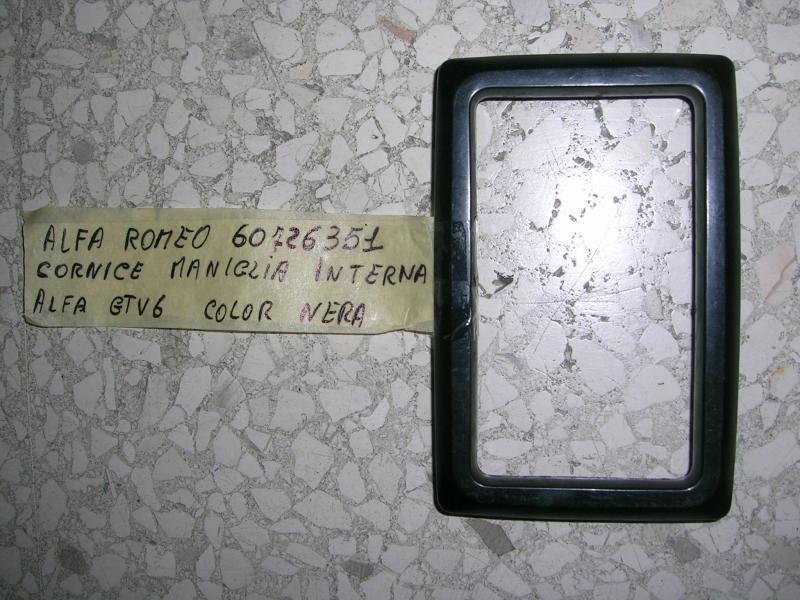 ALFA ROMEO 60726351
CORNICE MANIGLIA INTERNA
ALFA GTV6 COLOR NERA